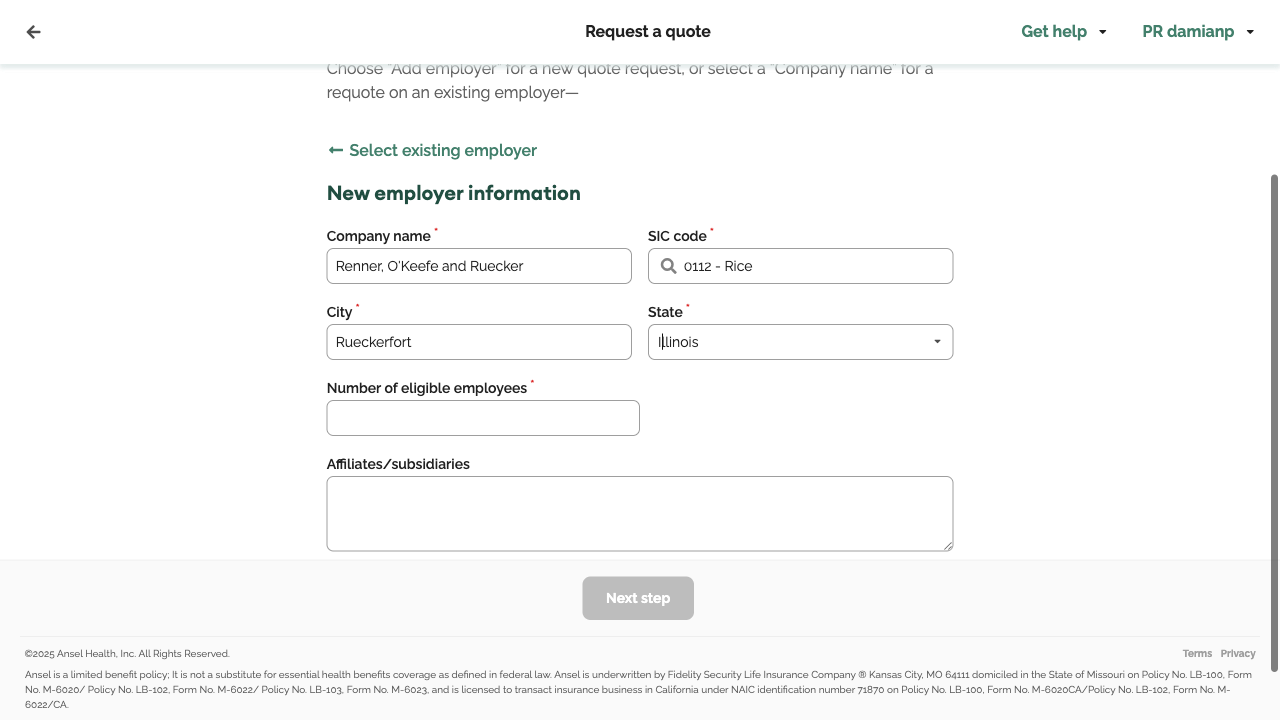 Request a quote
Get help
PR damianp
Choose "Add employer" for a new quote request, or select a "Company name" for a
requote on an existing employer—
Select existing employer
New employer information
Company name *
SIC code *
Renner, O'Keefe and Ruecker
0112 - Rice
City *
State *
Rueckerfort
Illinois
Number of eligible employees *
Affiliates/subsidiaries
Next step
©2025 Ansel Health, Inc. All Rights Reserved.
Terms Privacy
Ansel is a limited benefit policy; It is not a substitute for essential health benefits coverage as defined in federal law. Ansel is underwritten by Fidelity Security Life Insurance Company ® Kansas City, MO 64111 domiciled in the State of Missouri on Policy No. LB-100, Form
No. M-6020/ Policy No. LB-102, Form No. M-6022/ Policy No. LB-103, Form No. M-6023, and is licensed to transact insurance business in California under NAIC identification number 71870 on Policy No. LB-100, Form No. M-6020CA/Policy No. LB-102, Form No. M-
6022/CA.